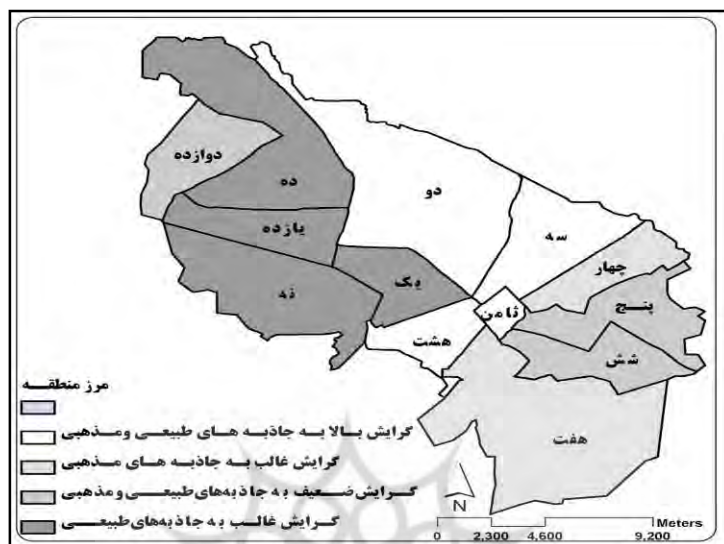 دوازده
ده
دو
سه
یازده
چهار
نه
یک
ثامن
پنج
هشت
شش
هفت
مرز منطقه
گرایش بالا به جاذبه های طبیعی و مذهبی
گرایش غالب به جاذبه های مذهبی
گرایش ضعیف به جاذبه‌های طبیعی و مذهبی
گرایش غالب به جاذبه‌های طبیعی
N
Meters
0 2,300 4,600 9,200